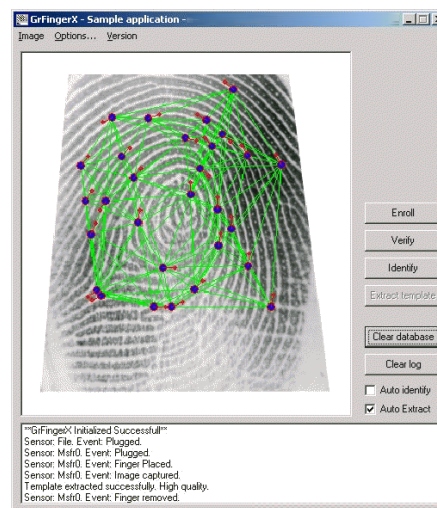 GrFingerX - Sample application -
Image Options... Version
Enroll
Verify
Identify
Extract template
Clear database
Clear log
Auto identify
Auto Extract
**GrFingerX Initialized Successfull**
Sensor: File. Event: Plugged.
Sensor: Msfr0. Event: Plugged.
Sensor: Msfr0. Event: Finger Placed.
Sensor: Msfr0. Event: Image captured.
Template extracted successfully. High quality.
Sensor: Msfr0. Event: Finger removed.